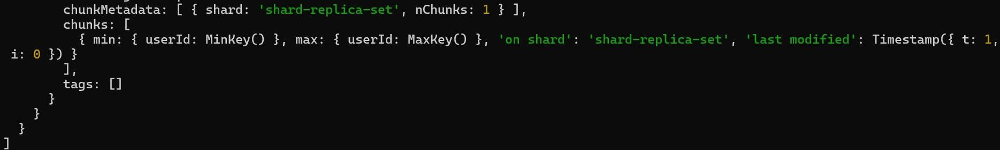 chunkMetadata: [ { shard: 'shard-replica-set', nChunks: 1 } ],
chunks: [
{ min: { userId: MinKey() }, max: { userId: MaxKey() }, 'on shard': 'shard-replica-set', 'last modified': Timestamp({ t: 1,
i: 0 }) }
],
tags: []
}
}
}
]